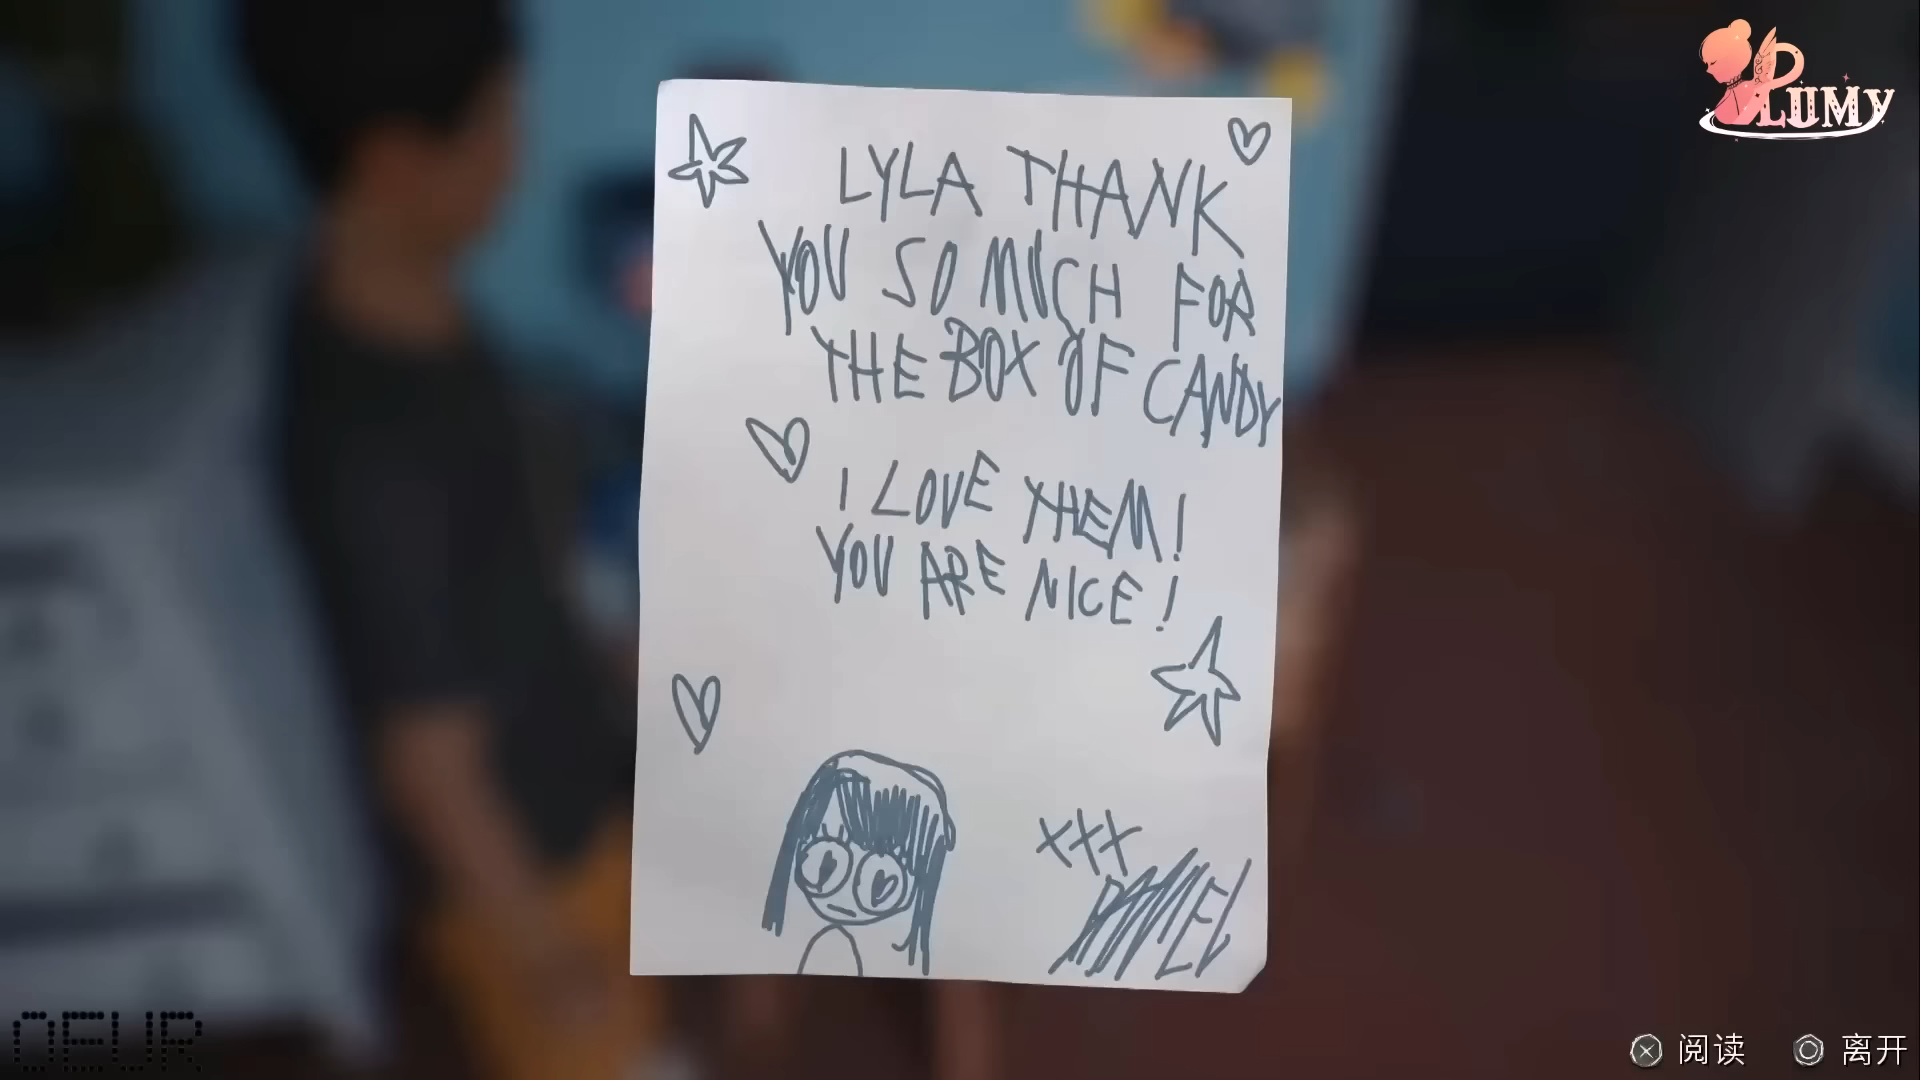 PLUMY
LYLA THANK
YOU SO MUCH FOR
THE BOX OF CANDY
I LOVE THEM!
YOU ARE NICE!
XXX
阅读 离开